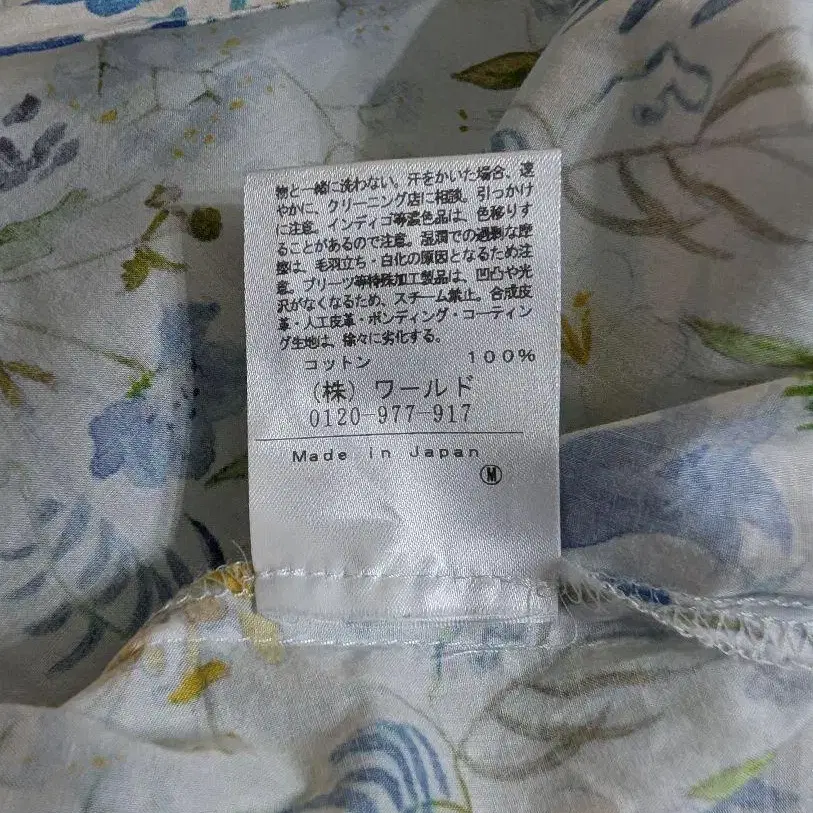 物と一緒に洗わない。汗をかいた場合、速
やかに、クリーニング店に相談。引っかけ
に注意。インディゴ等濃色品は、色移りす
ることがあるので注意。湿潤での過剰な摩
擦は、毛羽立ち・白化の原因となるため注
意。プリーツ等特殊加工製品は、凹凸や光
沢がなくなるため、スチーム禁止。合成皮
革・人工皮革・ボンディング・コーティン
グ生地は、徐々に劣化する。
コットン 100%
(株) ワールド
0120-977-917
Made in Japan
Ⓜ